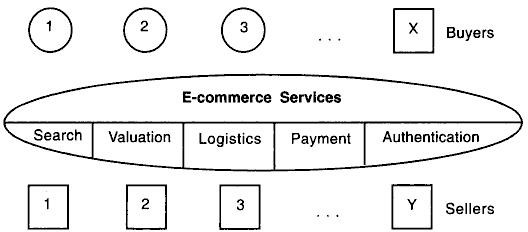 1 2 3 ... X Buyers
E-commerce Services
Search Valuation Logistics Payment Authentication
1 2 3 ... Y Sellers